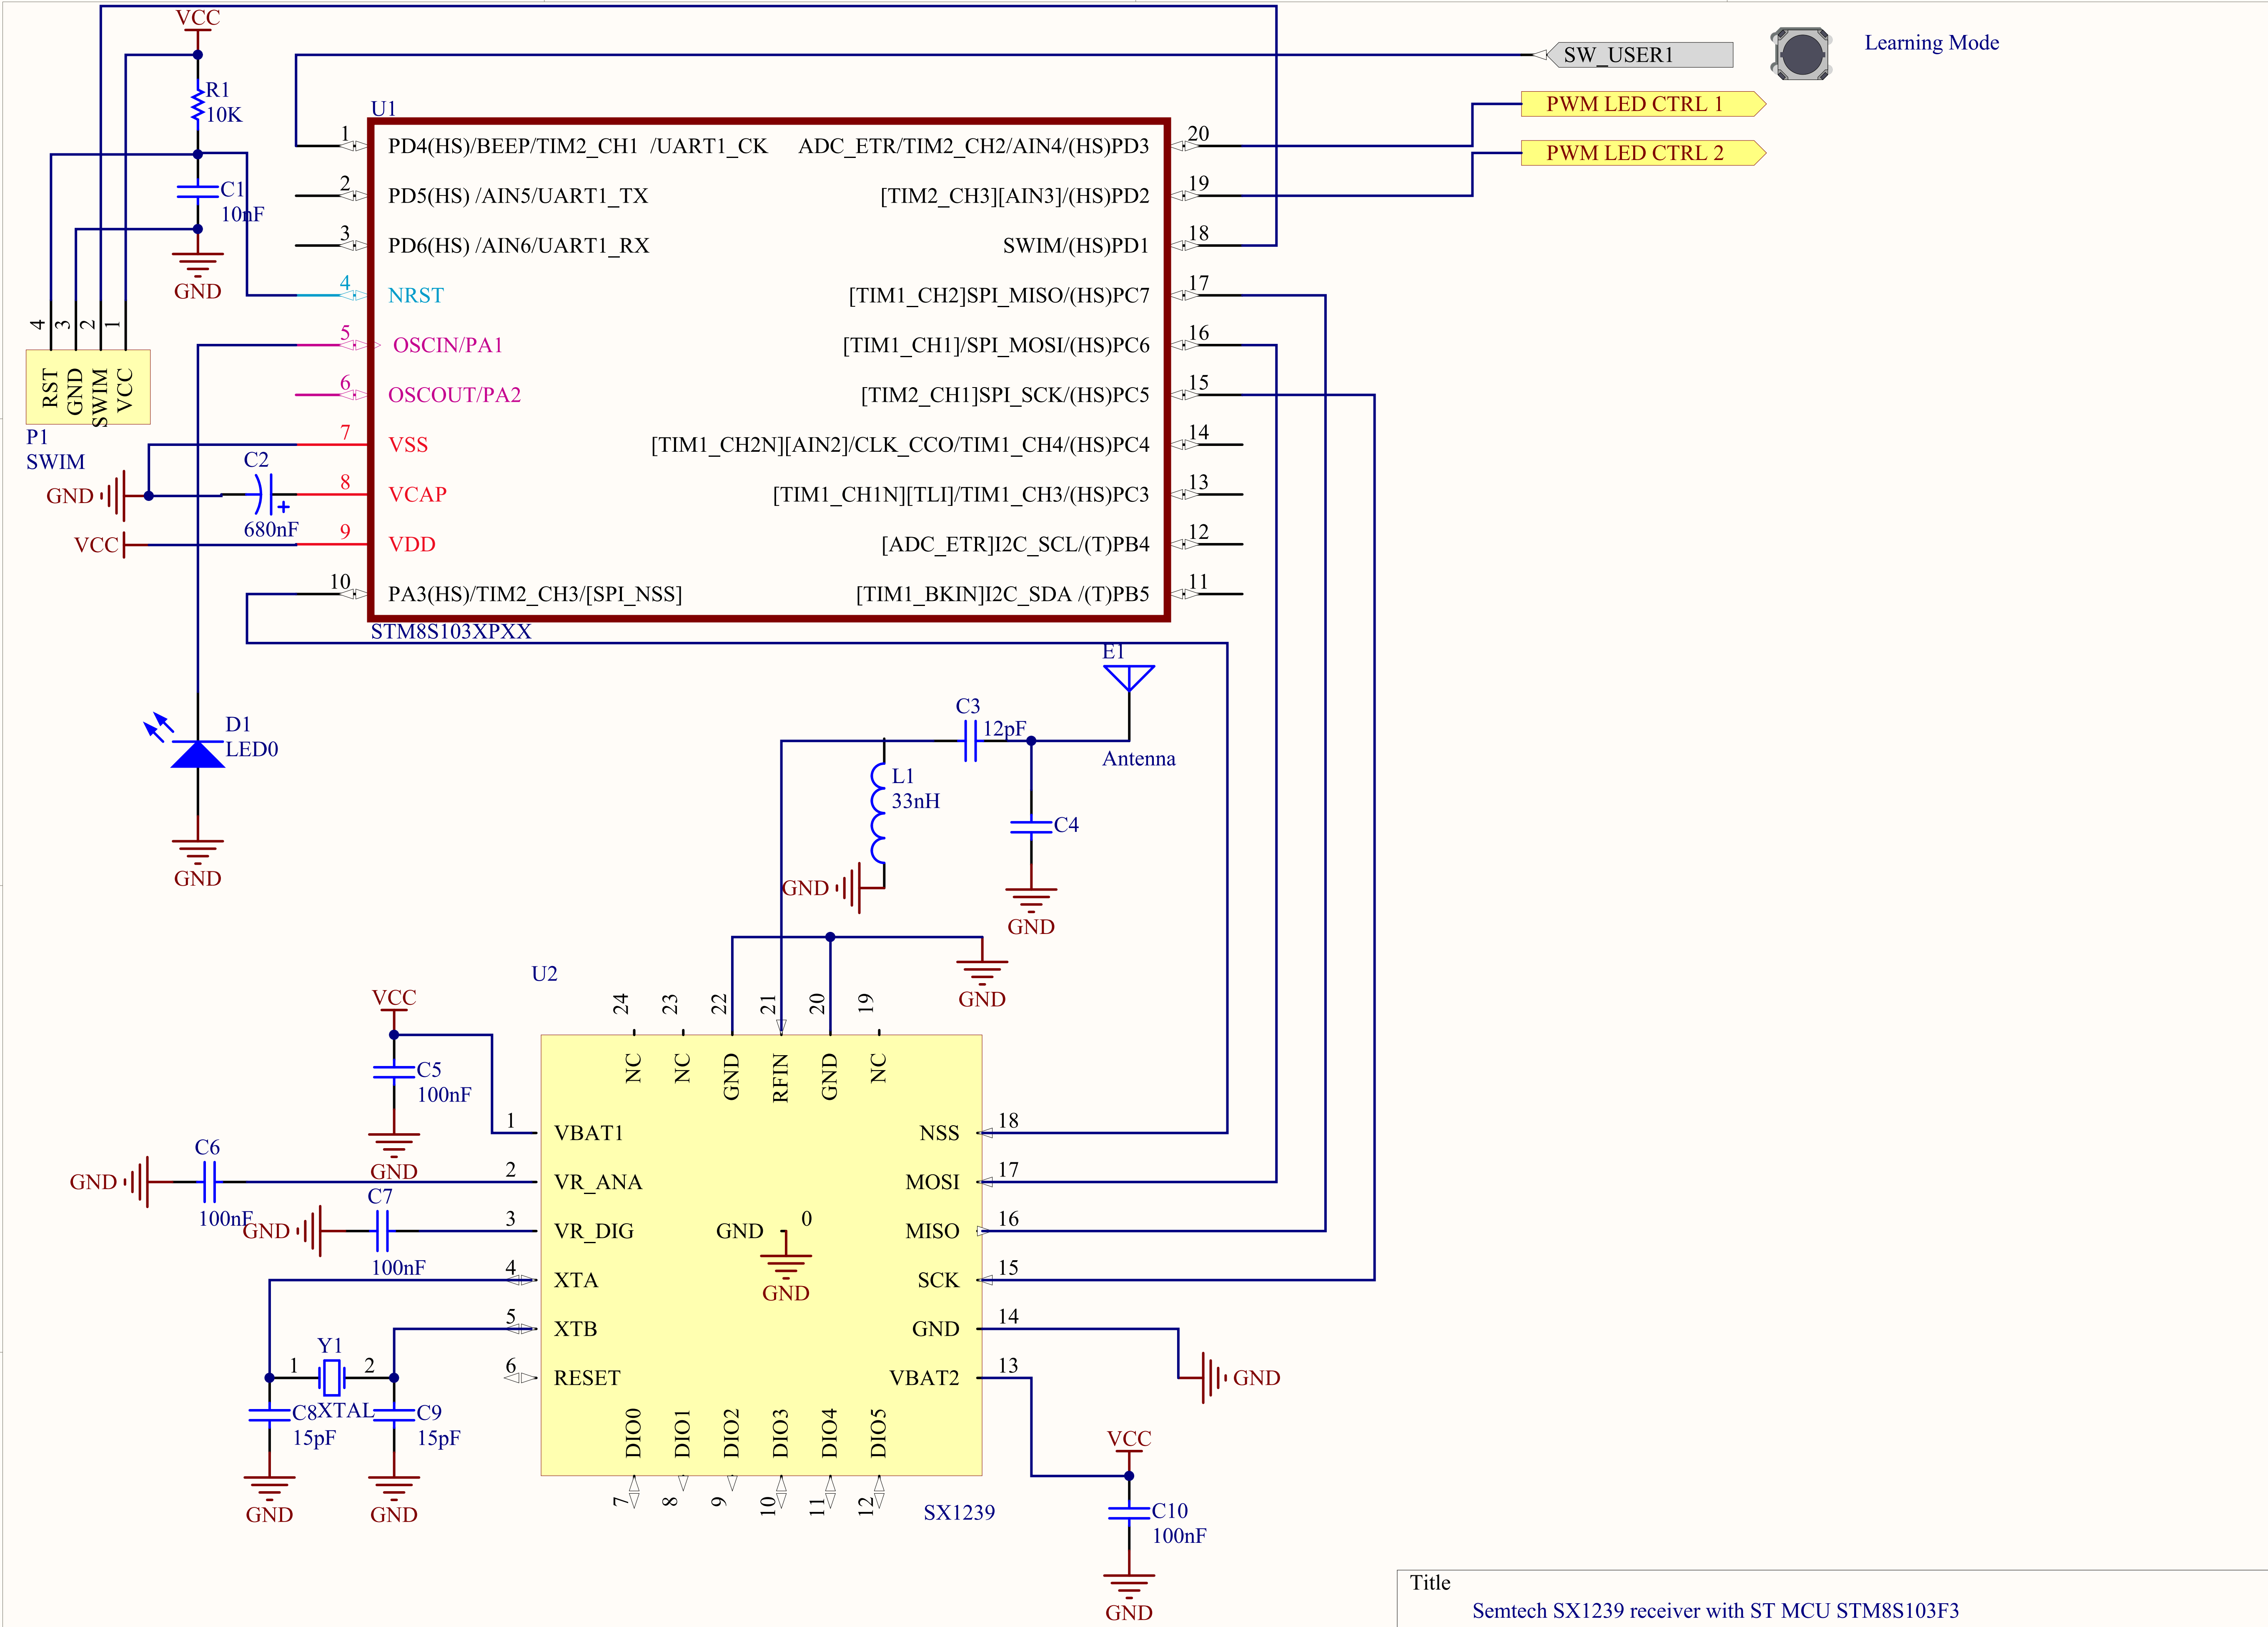 VCC
SW_USER1
Learning Mode
R1
10K
PWM LED CTRL 1
PWM LED CTRL 2
C1
10nF
GND
U1
1 PD4(HS)/BEEP/TIM2_CH1 /UART1_CK
ADC_ETR/TIM2_CH2/AIN4/(HS)PD3 20
2 PD5(HS) /AIN5/UART1_TX
[TIM2_CH3][AIN3]/(HS)PD2 19
3 PD6(HS) /AIN6/UART1_RX
SWIM/(HS)PD1 18
4 NRST
[TIM1_CH2]SPI_MISO/(HS)PC7 17
5 OSCIN/PA1
[TIM1_CH1]/SPI_MOSI/(HS)PC6 16
6 OSCOUT/PA2
[TIM2_CH1]SPI_SCK/(HS)PC5 15
7 VSS
[TIM1_CH2N][AIN2]/CLK_CCO/TIM1_CH4/(HS)PC4 14
8 VCAP
[TIM1_CH1N][TLI]/TIM1_CH3/(HS)PC3 13
9 VDD
[ADC_ETR]I2C_SCL/(T)PB4 12
10 PA3(HS)/TIM2_CH3/[SPI_NSS]
[TIM1_BKIN]I2C_SDA /(T)PB5 11
STM8S103XPXX
4 3 2 1
RST
GND
SWIM
VCC
P1
SWIM
C2
GND
680nF
VCC
D1
LED0
GND
E1
Antenna
C3
12pF
L1
33nH
GND
C4
GND
GND
U2
24 23 22 21 20 19
NC
NC
GND
RFIN
GND
NC
VCC
C5
100nF
GND
1 VBAT1
NSS 18
C6
GND
100nF
2 VR_ANA
MOSI 17
C7
GND
100nF
3 VR_DIG
GND 0
GND
MISO 16
4 XTA
SCK 15
5 XTB
GND 14
GND
6 RESET
VBAT2 13
Y1
1 2
XTAL
C8
15pF
GND
C9
15pF
GND
DIO0
DIO1
DIO2
DIO3
DIO4
DIO5
7 8 9 10 11 12
SX1239
VCC
C10
100nF
GND
Title
Semtech SX1239 receiver with ST MCU STM8S103F3